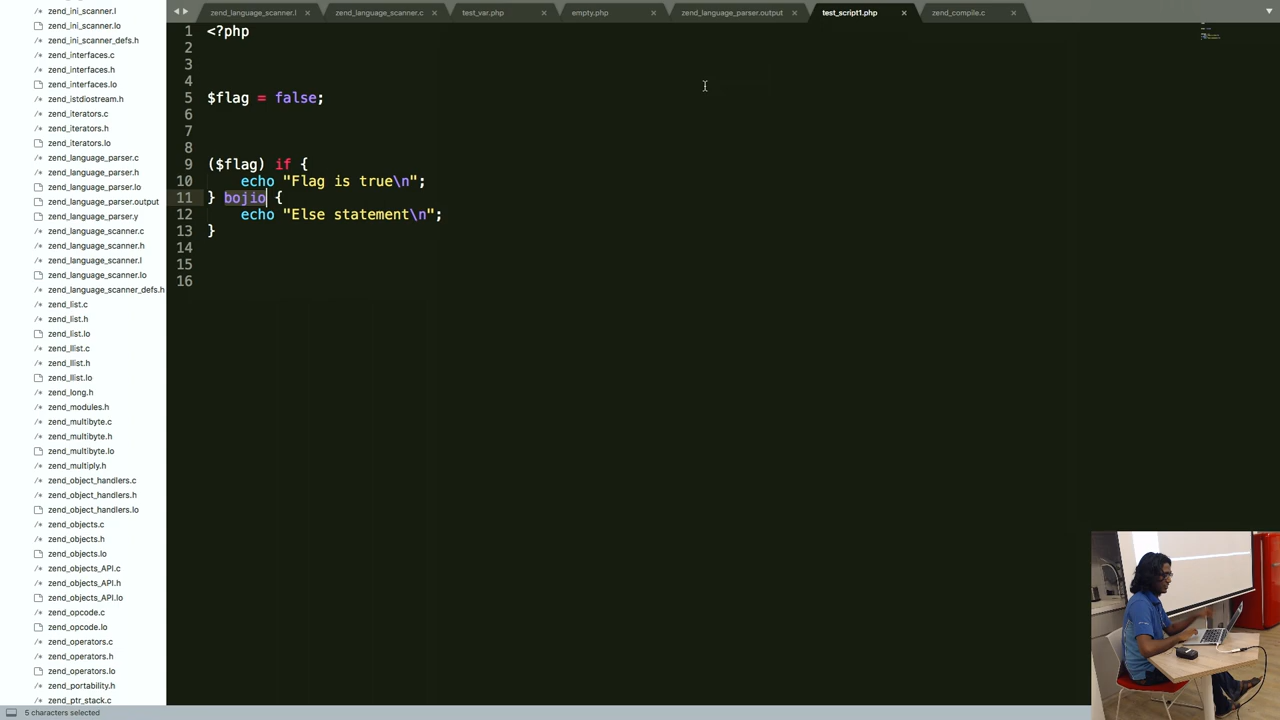 zend_language_scanner.l
zend_language_scanner.c
test_var.php
empty.php
zend_language_parser.output
test_script1.php
zend_compile.c
zend_ini_scanner.l
zend_ini_scanner.lo
zend_ini_scanner_defs.h
zend_interfaces.c
zend_interfaces.h
zend_interfaces.lo
zend_istdiostream.h
zend_iterators.c
zend_iterators.h
zend_iterators.lo
zend_language_parser.c
zend_language_parser.h
zend_language_parser.lo
zend_language_parser.output
zend_language_parser.y
zend_language_scanner.c
zend_language_scanner.h
zend_language_scanner.l
zend_language_scanner.lo
zend_language_scanner_defs.h
zend_list.c
zend_list.h
zend_list.lo
zend_llist.c
zend_llist.h
zend_llist.lo
zend_long.h
zend_modules.h
zend_multibyte.c
zend_multibyte.h
zend_multibyte.lo
zend_multiply.h
zend_object_handlers.c
zend_object_handlers.h
zend_object_handlers.lo
zend_objects.c
zend_objects.h
zend_objects.lo
zend_objects_API.c
zend_objects_API.h
zend_objects_API.lo
zend_opcode.c
zend_opcode.lo
zend_operators.c
zend_operators.h
zend_operators.lo
zend_portability.h
zend_ptr_stack.c
1 <?php
2
3
4
5 $flag = false;
6
7
8
9 ($flag) if {
10 echo "Flag is true\n";
11 } bojio {
12 echo "Else statement\n";
13 }
14
15
16
5 characters selected